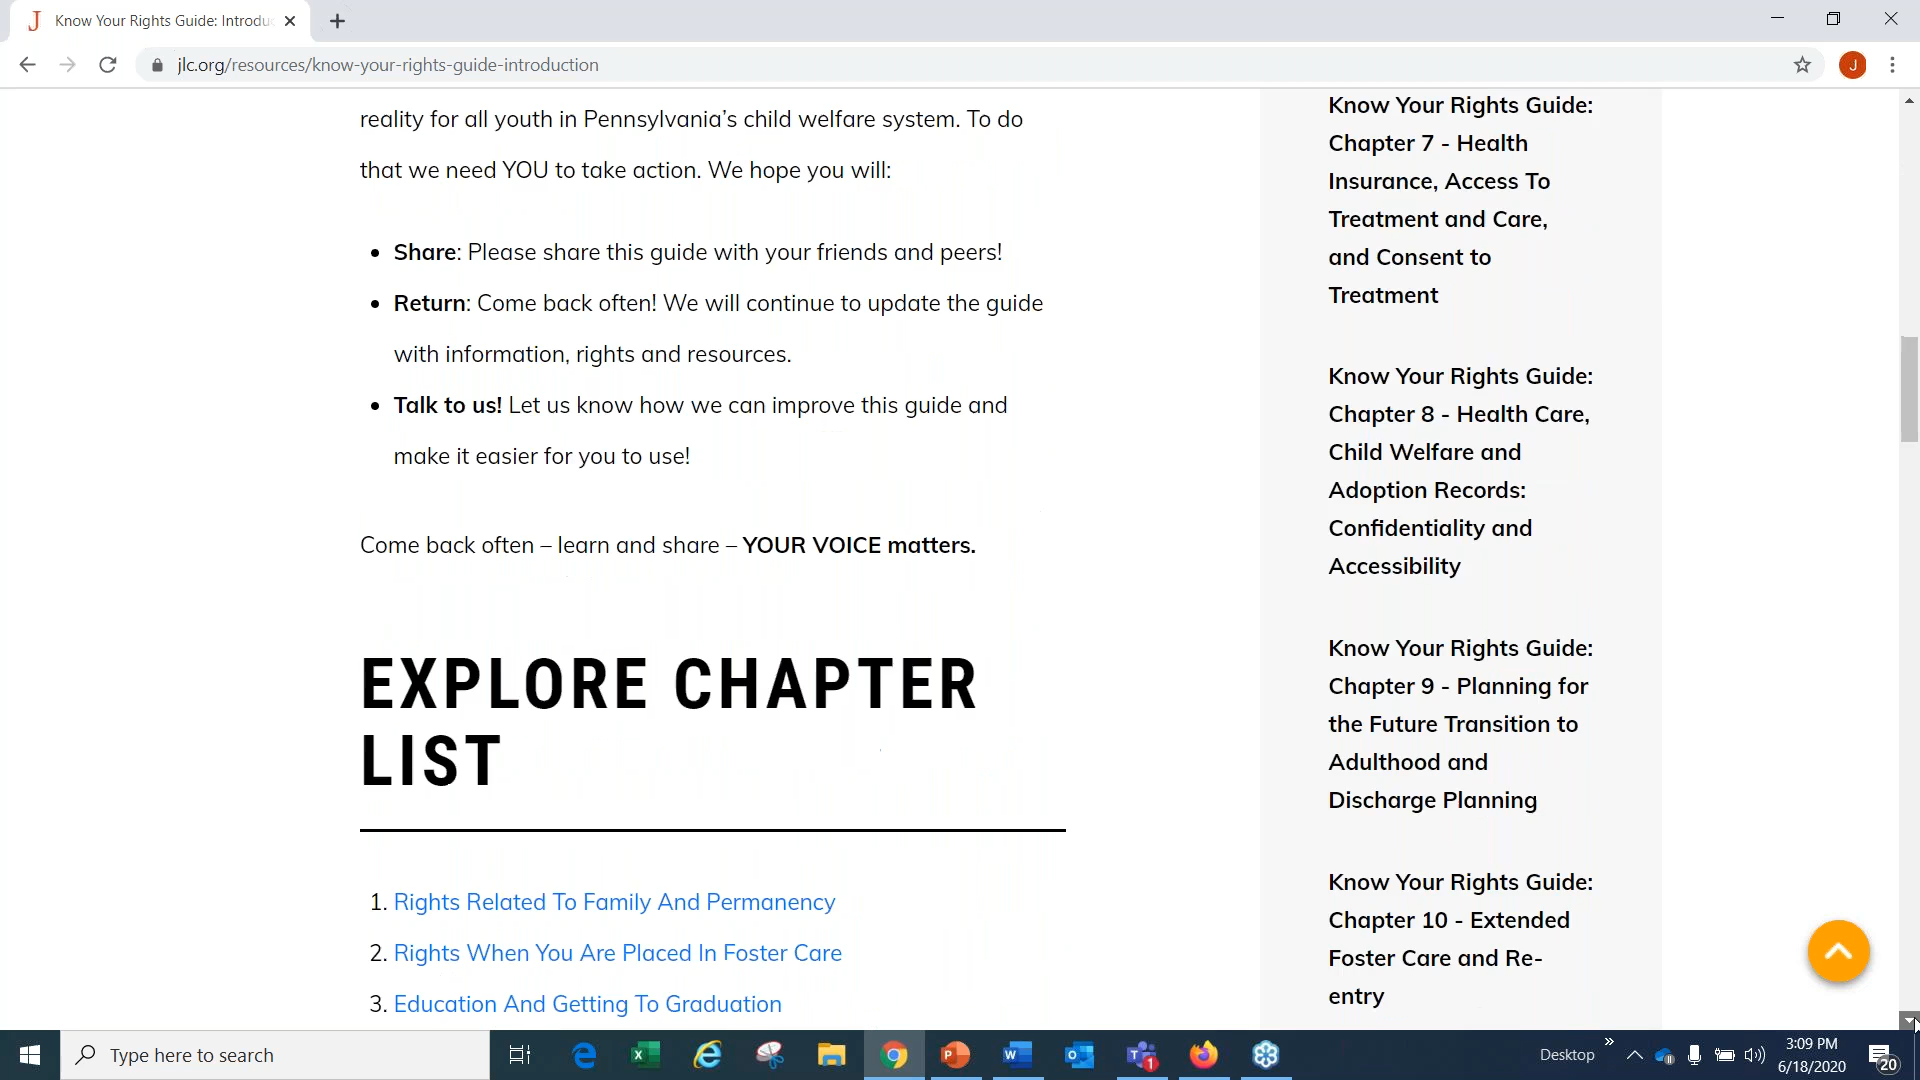 Know Your Rights Guide: Introdu
jlc.org/resources/know-your-rights-guide-introduction
J
reality for all youth in Pennsylvania's child welfare system. To do
that we need YOU to take action. We hope you will:
• Share: Please share this guide with your friends and peers!
• Return: Come back often! We will continue to update the guide
with information, rights and resources.
• Talk to us! Let us know how we can improve this guide and
make it easier for you to use!
Come back often – learn and share – YOUR VOICE matters.
EXPLORE CHAPTER
LIST
1. Rights Related To Family And Permanency
2. Rights When You Are Placed In Foster Care
3. Education And Getting To Graduation
Know Your Rights Guide:
Chapter 7 - Health
Insurance, Access To
Treatment and Care,
and Consent to
Treatment
Know Your Rights Guide:
Chapter 8 - Health Care,
Child Welfare and
Adoption Records:
Confidentiality and
Accessibility
Know Your Rights Guide:
Chapter 9 - Planning for
the Future Transition to
Adulthood and
Discharge Planning
Know Your Rights Guide:
Chapter 10 - Extended
Foster Care and Re-
entry
Type here to search
Desktop
3:09 PM
6/18/2020
20